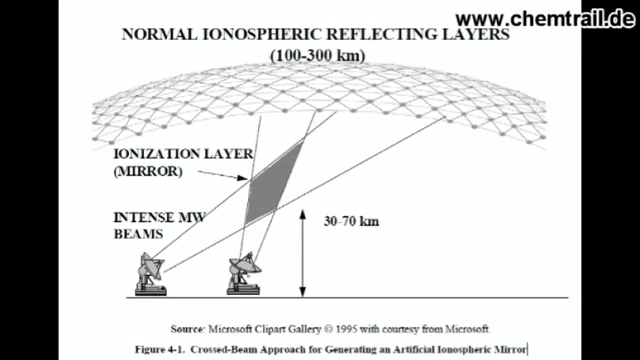 www.chemtrail.de
NORMAL IONOSPHERIC REFLECTING LAYERS
(100-300 km)
IONIZATION LAYER
(MIRROR)
INTENSE MW
BEAMS
30-70 km
Source: Microsoft Clipart Gallery © 1995 with courtesy from Microsoft.
Figure 4-1. Crossed-Beam Approach for Generating an Artificial Ionospheric Mirror